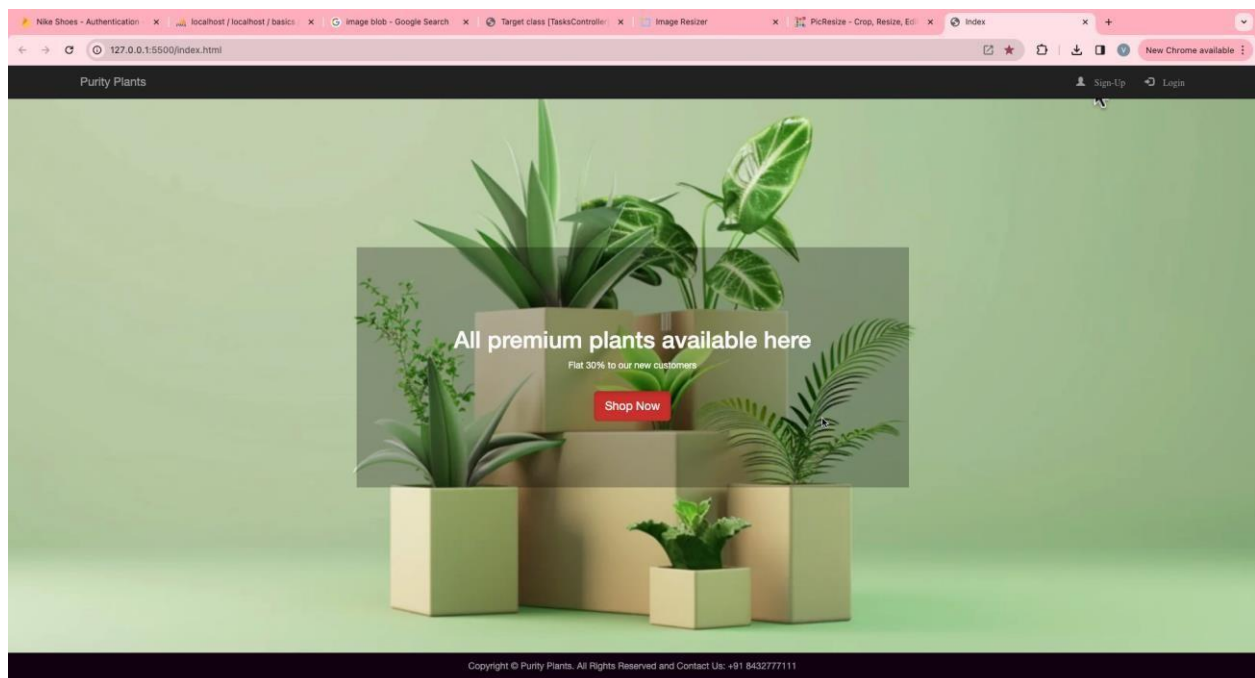 Nike Shoes - Authentication
localhost / localhost / basics
image blob - Google Search
Target class [TasksController]
Image Resizer
PicResize - Crop, Resize, Edi
Index
127.0.0.1:5500/index.html
New Chrome available
Purity Plants
Sign-Up
Login
All premium plants available here
Flat 30% to our new customers
Shop Now
Copyright © Purity Plants. All Rights Reserved and Contact Us: +91 8432777111